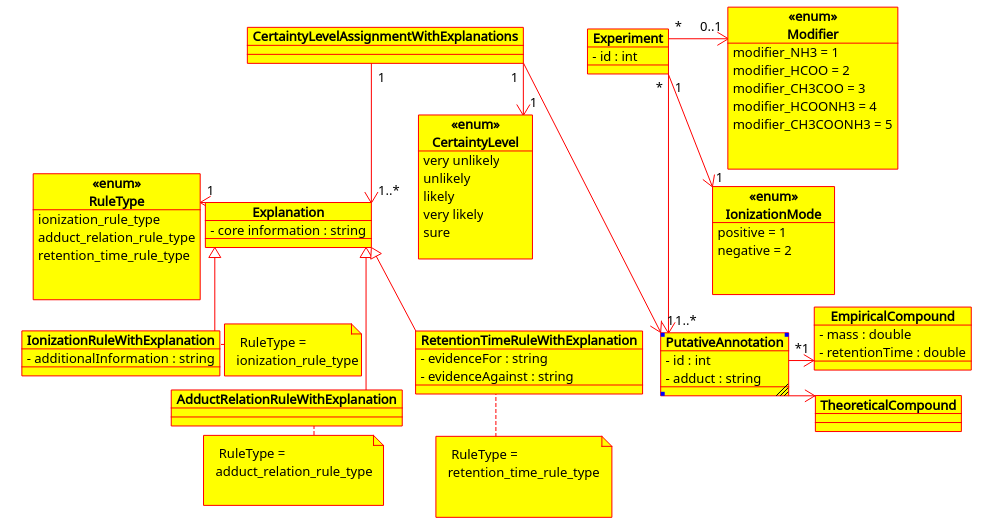 CertaintyLevelAssignmentWithExplanations
1
1
1
1..*
«enum»
CertaintyLevel
very unlikely
unlikely
likely
very likely
sure
Experiment
- id : int
*
0..1
*
1
1
«enum»
Modifier
modifier_NH3 = 1
modifier_HCOO = 2
modifier_CH3COO = 3
modifier_HCOONH3 = 4
modifier_CH3COONH3 = 5
«enum»
IonizationMode
positive = 1
negative = 2
«enum»
RuleType
ionization_rule_type
adduct_relation_rule_type
retention_time_rule_type
1
Explanation
- core information : string
IonizationRuleWithExplanation
- additionalInformation : string
RuleType =
ionization_rule_type
AdductRelationRuleWithExplanation
RuleType =
adduct_relation_rule_type
RetentionTimeRuleWithExplanation
- evidenceFor : string
- evidenceAgainst : string
RuleType =
retention_time_rule_type
11..*
PutativeAnnotation
- id : int
- adduct : string
*1
EmpiricalCompound
- mass : double
- retentionTime : double
TheoreticalCompound